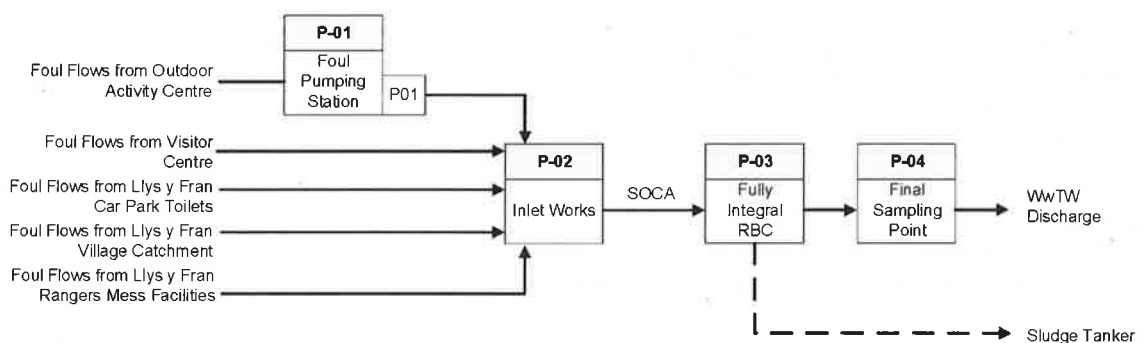 P-01
Foul
Pumping
Station
P01
Foul Flows from Outdoor
Activity Centre
Foul Flows from Visitor
Centre
Foul Flows from Llys y Fran
Car Park Toilets
Foul Flows from Llys y Fran
Village Catchment
Foul Flows from Llys y Fran
Rangers Mess Facilities
P-02
Inlet Works
SOCA
P-03
Fully
Integral
RBC
P-04
Final
Sampling
Point
WwTW
Discharge
Sludge Tanker